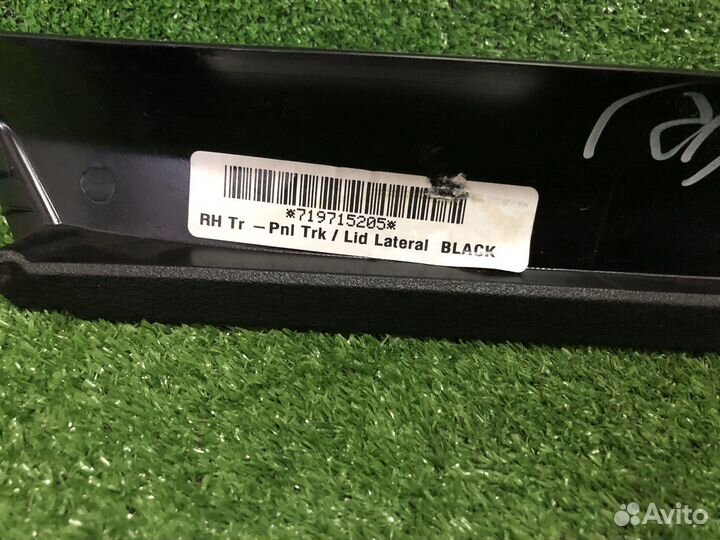 *719715205*
RH Tr – Pnl Trk / Lid Lateral BLACK
Avito